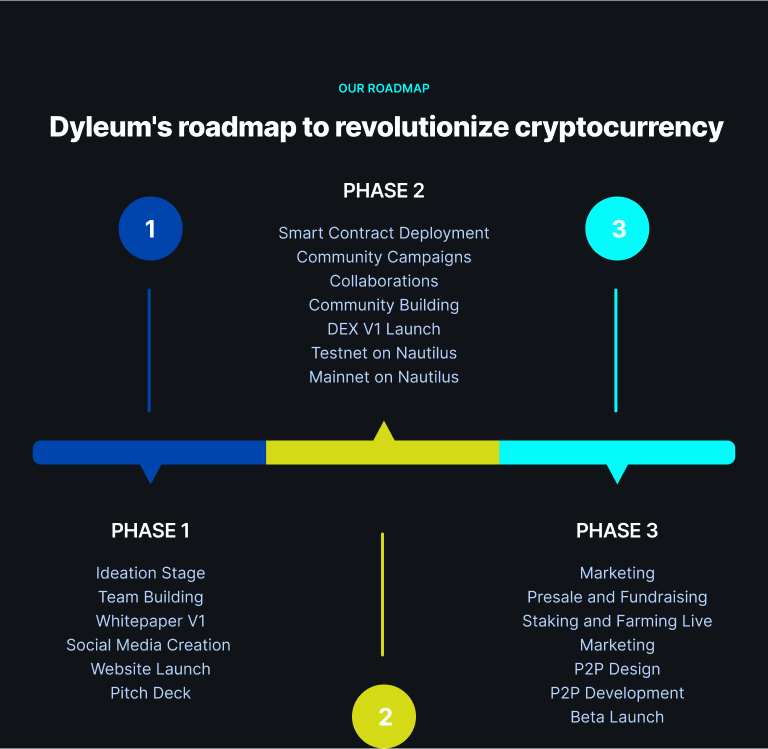 OUR ROADMAP
Dyleum's roadmap to revolutionize cryptocurrency
1
PHASE 1
Ideation Stage
Team Building
Whitepaper V1
Social Media Creation
Website Launch
Pitch Deck
PHASE 2
Smart Contract Deployment
Community Campaigns
Collaborations
Community Building
DEX V1 Launch
Testnet on Nautilus
Mainnet on Nautilus
2
3
PHASE 3
Marketing
Presale and Fundraising
Staking and Farming Live
Marketing
P2P Design
P2P Development
Beta Launch